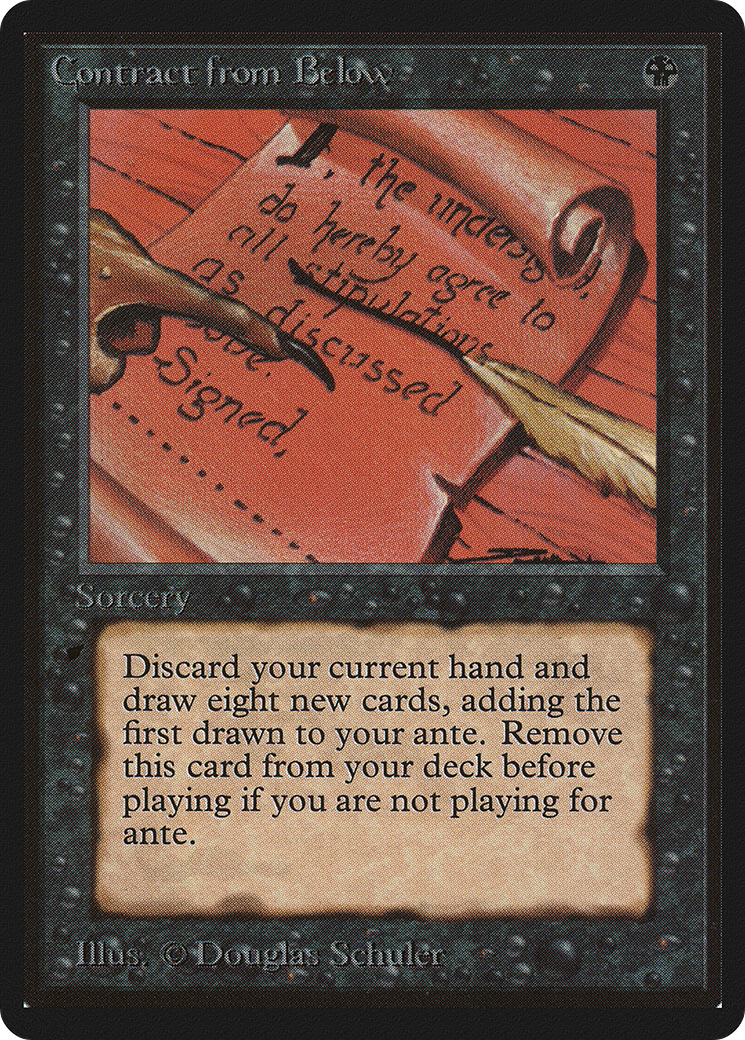 Contract from Below
I, the undersig
do hereby agree to
all stipulations
as discussed
Signed,
Sorcery
Discard your current hand and
draw eight new cards, adding the
first drawn to your ante. Remove
this card from your deck before
playing if you are not playing for
ante.
Illus. © Douglas Schuler